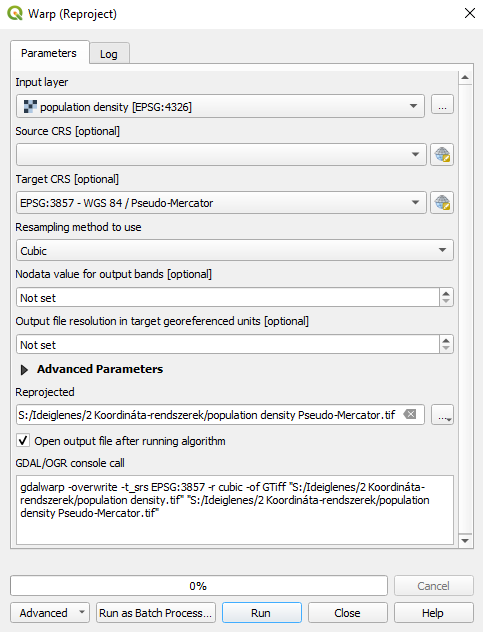 Warp (Reproject)
Parameters
Log
Input layer
population density [EPSG:4326]
...
Source CRS [optional]
Target CRS [optional]
EPSG:3857 - WGS 84 / Pseudo-Mercator
Resampling method to use
Cubic
Nodata value for output bands [optional]
Not set
Output file resolution in target georeferenced units [optional]
Not set
Advanced Parameters
Reprojected
S:/Ideiglenes/2 Koordináta-rendszerek/population density Pseudo-Mercator.tif
...
Open output file after running algorithm
GDAL/OGR console call
gdalwarp -overwrite -t_srs EPSG:3857 -r cubic -of GTiff "S:/Ideiglenes/2 Koordináta-
rendszerek/population density.tif" "S:/Ideiglenes/2 Koordináta-rendszerek/population
density Pseudo-Mercator.tif"
0%
Cancel
Advanced
Run as Batch Process...
Run
Close
Help